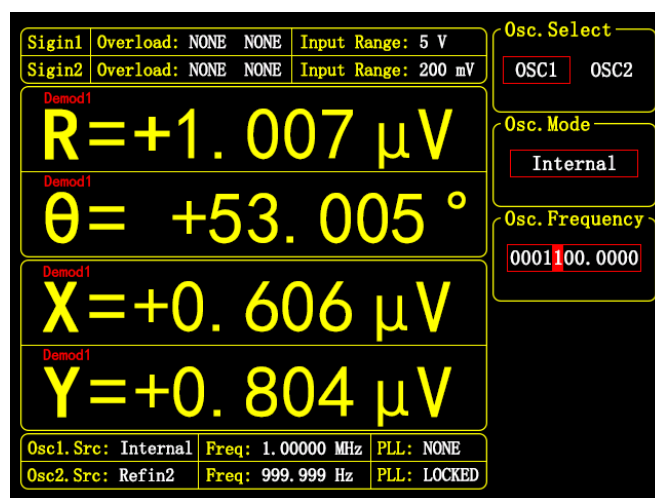 Sigin1 Overload: NONE NONE Input Range: 5 V
Sigin2 Overload: NONE NONE Input Range: 200 mV
Demod1
R=+1.007 μV
Demod1
θ= +53.005 °
Demod1
X=+0.606 μV
Demod1
Y=+0.804 μV
Osc1.Src: Internal Freq: 1.00000 MHz PLL: NONE
Osc2.Src: Refin2 Freq: 999.999 Hz PLL: LOCKED
Osc.Select
OSC1 OSC2
Osc.Mode
Internal
Osc.Frequency
0001100.0000